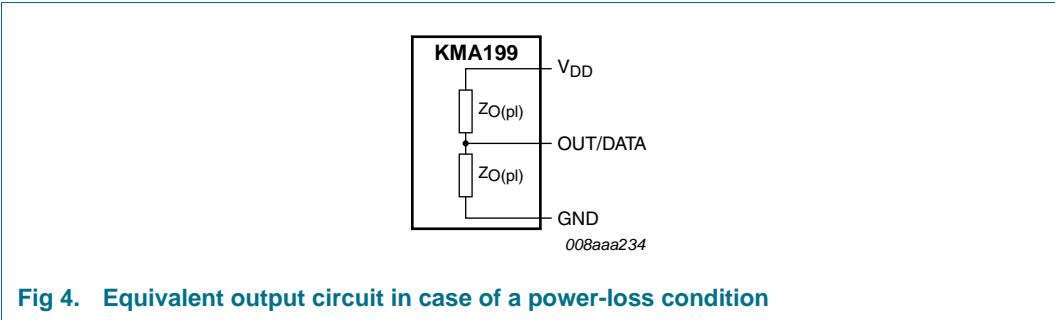 KMA199
VDD
ZO(pl)
OUT/DATA
ZO(pl)
GND
008aaa234
Fig 4. Equivalent output circuit in case of a power-loss condition